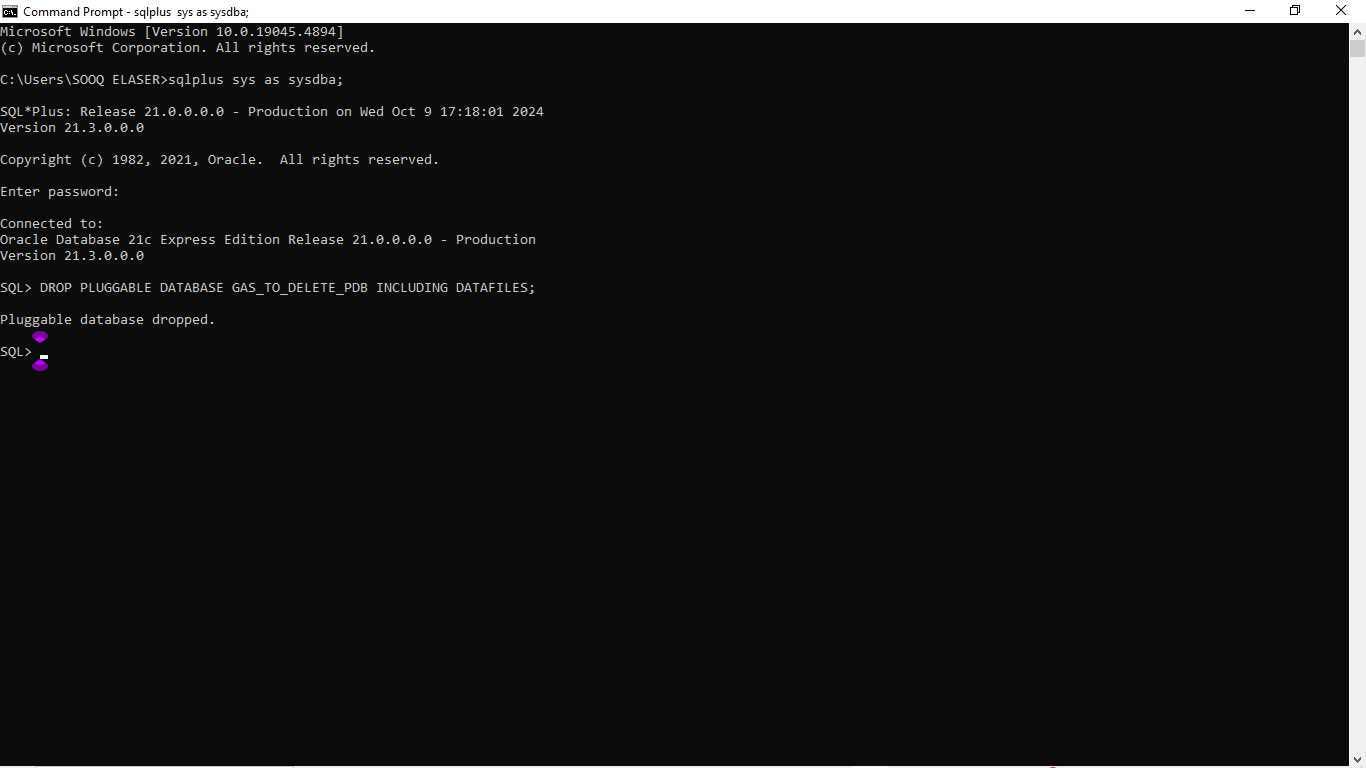 Command Prompt - sqlplus  sys as sysdba;
Microsoft Windows [Version 10.0.19045.4894]
(c) Microsoft Corporation. All rights reserved.
C:\Users\SOOQ ELASER>sqlplus sys as sysdba;
SQL*Plus: Release 21.0.0.0.0 - Production on Wed Oct 9 17:18:01 2024
Version 21.3.0.0.0
Copyright (c) 1982, 2021, Oracle.  All rights reserved.
Enter password:
Connected to:
Oracle Database 21c Express Edition Release 21.0.0.0.0 - Production
Version 21.3.0.0.0
SQL> DROP PLUGGABLE DATABASE GAS_TO_DELETE_PDB INCLUDING DATAFILES;
Pluggable database dropped.
SQL>